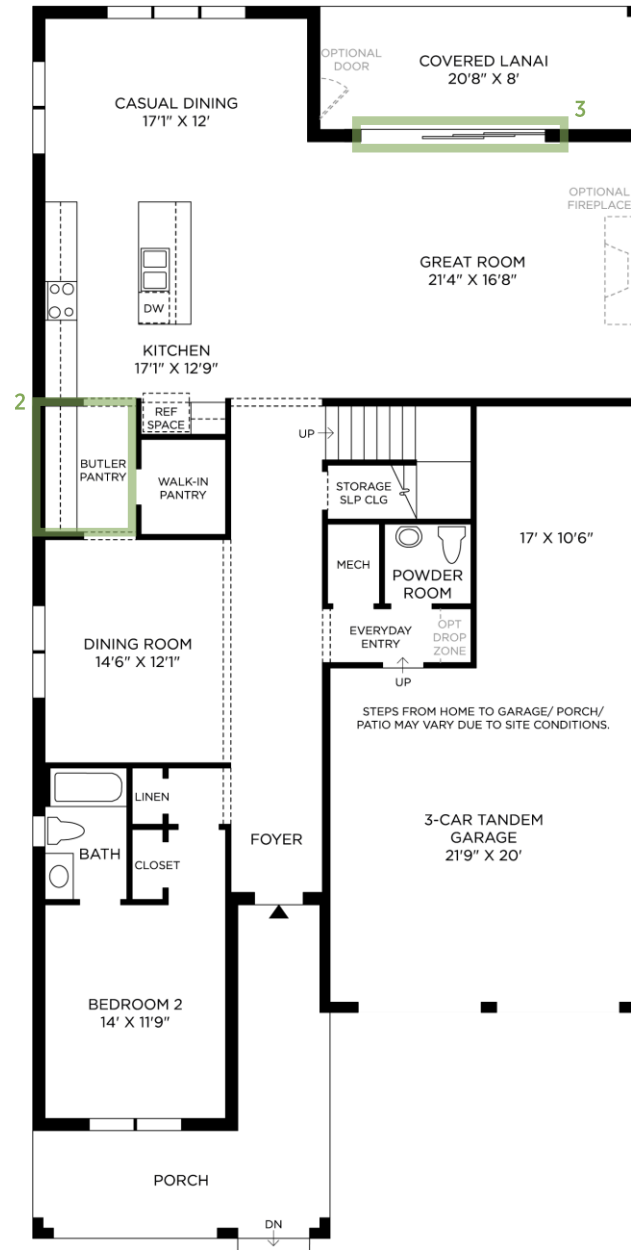 OPTIONAL
DOOR
COVERED LANAI
20'8" X 8'
3
CASUAL DINING
17'1" X 12'
OPTIONAL
FIREPLACE
GREAT ROOM
21'4" X 16'8"
DW
KITCHEN
17'1" X 12'9"
2
REF
SPACE
UP
BUTLER
PANTRY
WALK-IN
PANTRY
STORAGE
SLP CLG
17' X 10'6"
MECH
POWDER
ROOM
EVERYDAY
ENTRY
OPT
DROP
ZONE
UP
DINING ROOM
14'6" X 12'1"
STEPS FROM HOME TO GARAGE/ PORCH/
PATIO MAY VARY DUE TO SITE CONDITIONS.
LINEN
3-CAR TANDEM
GARAGE
21'9" X 20'
FOYER
BATH
CLOSET
BEDROOM 2
14' X 11'9"
PORCH
DN